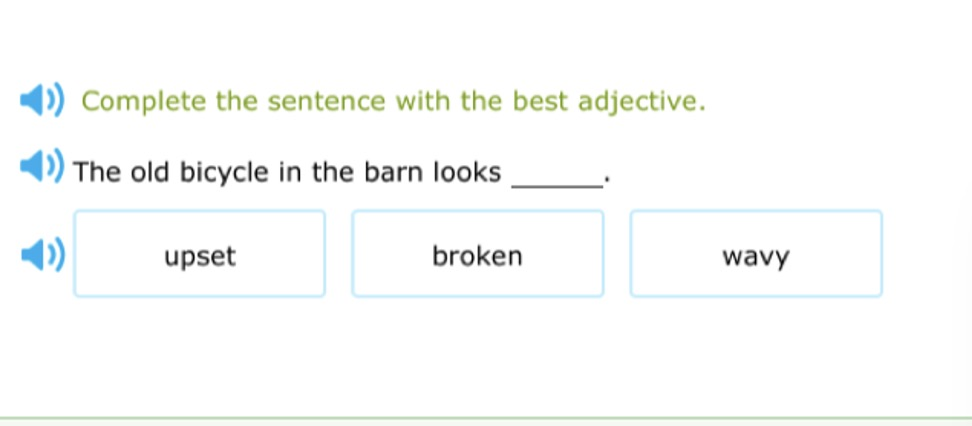 Complete the sentence with the best adjective.
The old bicycle in the barn looks ______.
upset broken wavy